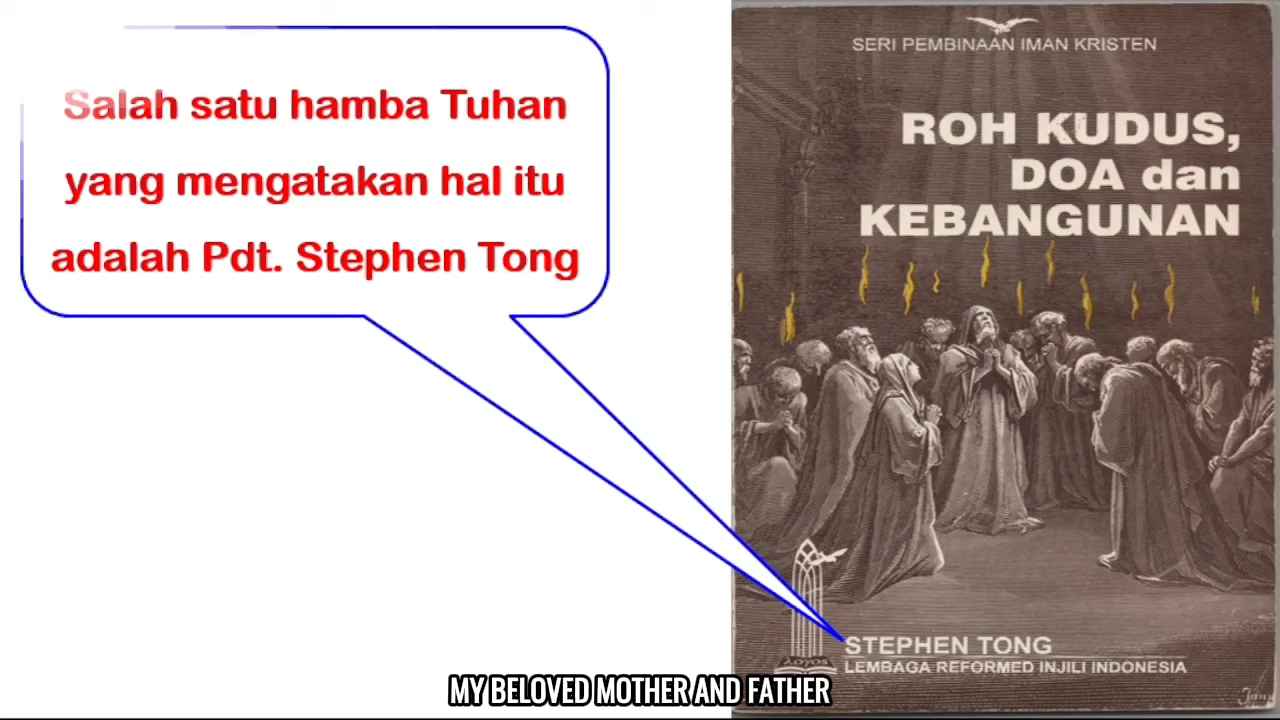 Salah satu hamba Tuhan
yang mengatakan hal itu
adalah Pdt. Stephen Tong
SERI PEMBINAAN IMAN KRISTEN
ROH KUDUS,
DOA dan
KEBANGUNAN
λογος
STEPHEN TONG
LEMBAGA REFORMED INJILI INDONESIA
MY BELOVED MOTHER AND FATHER